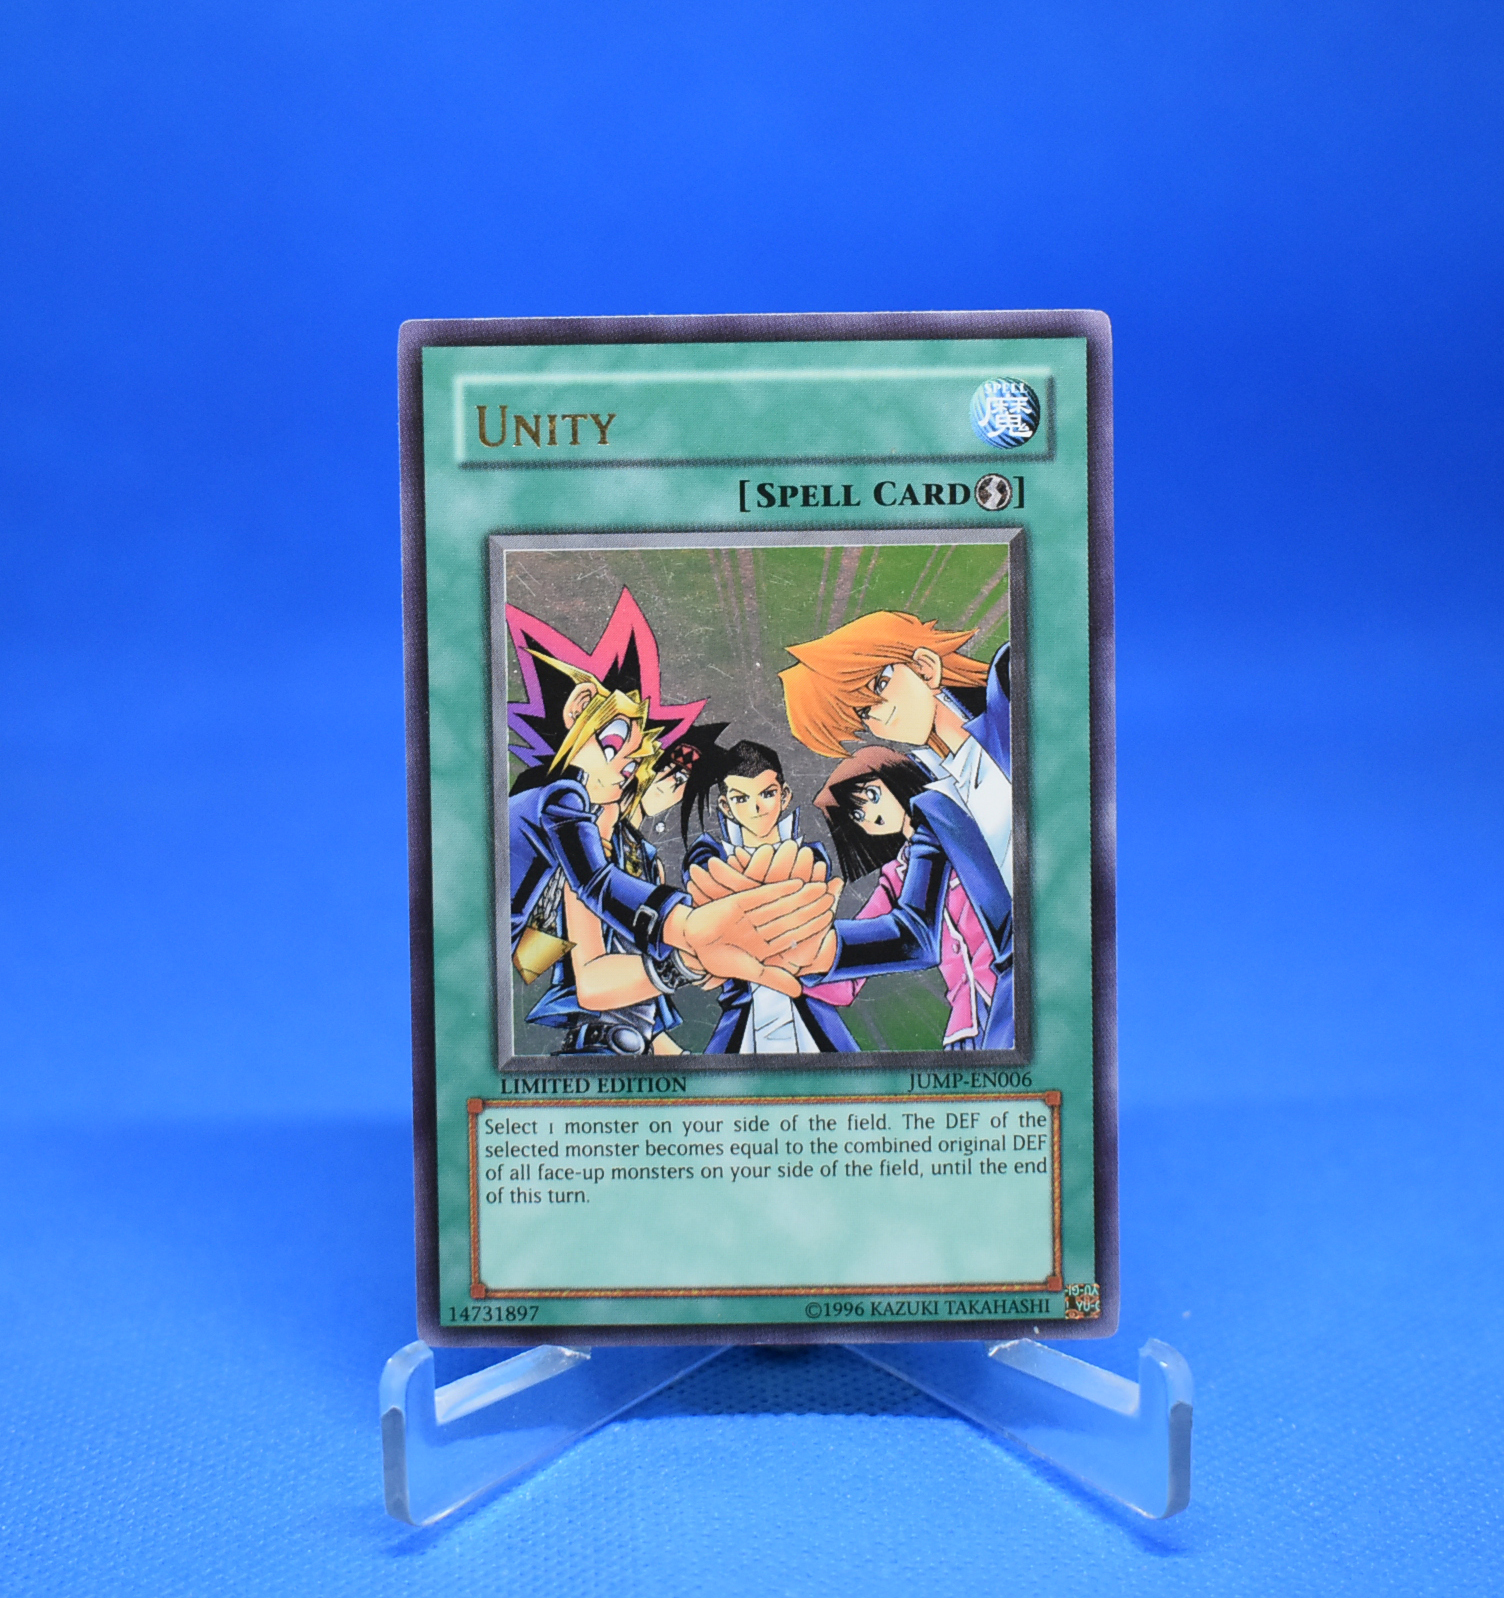 UNITY
SPELL
魔
[SPELL CARD]
LIMITED EDITION
JUMP-EN006
Select 1 monster on your side of the field. The DEF of the
selected monster becomes equal to the combined original DEF
of all face-up monsters on your side of the field, until the end
of this turn.
14731897
©1996 KAZUKI TAKAHASHI